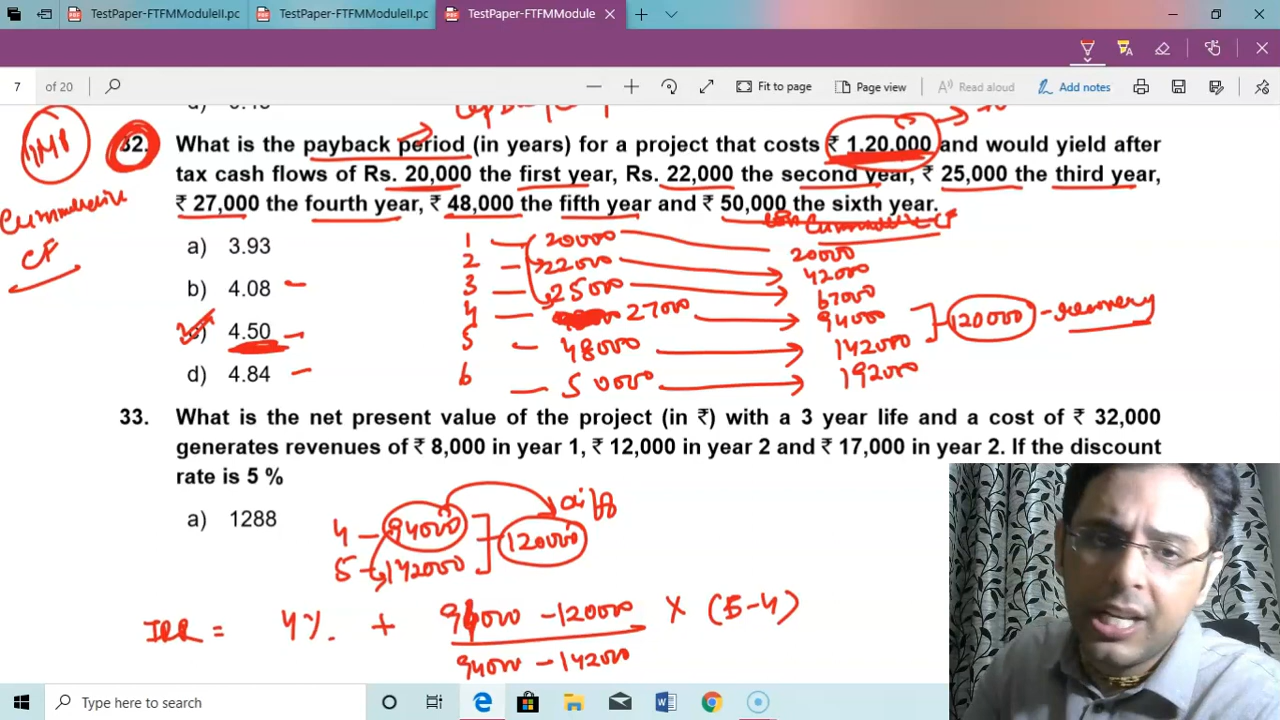 TestPaper-FTFMModuleII.pc
TestPaper-FTFMModuleII.pc
TestPaper-FTFMModule
7 of 20
Fit to page
Page view
Read aloud
Add notes
32. What is the payback period (in years) for a project that costs ₹ 1,20,000 and would yield after
tax cash flows of Rs. 20,000 the first year, Rs. 22,000 the second year, ₹ 25,000 the third year,
₹ 27,000 the fourth year, ₹ 48,000 the fifth year and ₹ 50,000 the sixth year.
Cummulative
CF
Cummulative CF
a) 3.93
b) 4.08
c) 4.50
d) 4.84
1 20000 20000
2 22000 42000
3 25000 67000
4 27000 94000
5 48000 142000
6 50000 192000
120000 - recovery
33. What is the net present value of the project (in ₹) with a 3 year life and a cost of ₹ 32,000
generates revenues of ₹ 8,000 in year 1, ₹ 12,000 in year 2 and ₹ 17,000 in year 2. If the discount
rate is 5 %
a) 1288
4 - 94000
5 - 142000
120000
diff
IRR = 4% + 94000 - 120000 × (5-4)
94000 - 142000
Type here to search